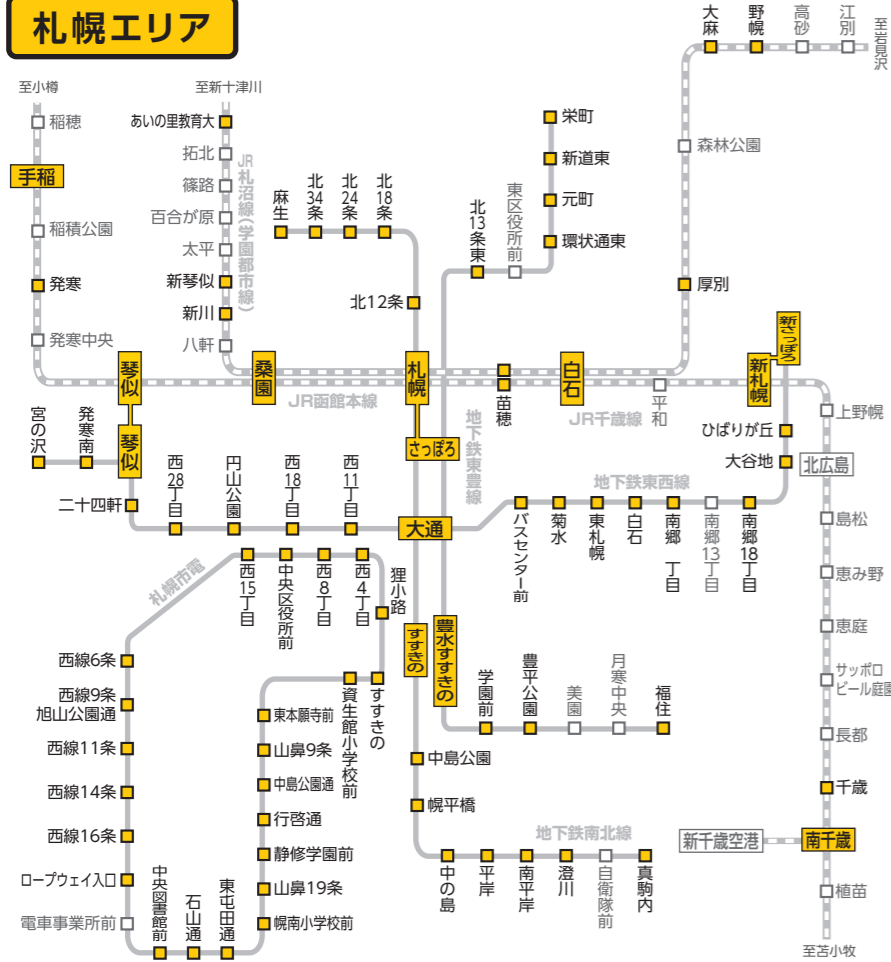 札幌エリア
至小樽
稲穂
手稲
稲積公園
発寒
発寒中央
琴似
琴似
至新十津川
あいの里教育大
拓北
篠路
百合が原
太平
新琴似
新川
八軒
JR札沼線(学園都市線)
桑園
JR函館本線
麻生
北34条
北24条
北18条
北12条
札幌
さっぽろ
栄町
新道東
元町
環状通東
東区役所前
北13条東
地下鉄東豊線
苗穂
白石
JR千歳線
平和
大麻
野幌
高砂
江別
至岩見沢
森林公園
厚別
新札幌
新さっぽろ
ひばりが丘
大谷地
上野幌
北広島
島松
恵み野
恵庭
サッポロ
ビール庭園
長都
千歳
新千歳空港
南千歳
植苗
至苫小牧
宮の沢
発寒南
二十四軒
西28丁目
円山公園
西18丁目
西11丁目
大通
地下鉄東西線
バスセンター前
菊水
東札幌
白石
南郷 丁目
南郷13丁目
南郷18丁目
札幌市電
西15丁目
中央区役所前
西8丁目
西4丁目
狸小路
すすきの
豊水すすきの
学園前
豊平公園
美園
月寒中央
福住
すすきの
資生館小学校前
東本願寺前
山鼻9条
中島公園通
行啓通
静修学園前
山鼻19条
幌南小学校前
東屯田通
石山通
中央図書館前
電車事業所前
ロープウェイ入口
西線16条
西線14条
西線11条
西線9条
旭山公園通
西線6条
中島公園
幌平橋
地下鉄南北線
中の島
平岸
南平岸
澄川
自衛隊前
真駒内